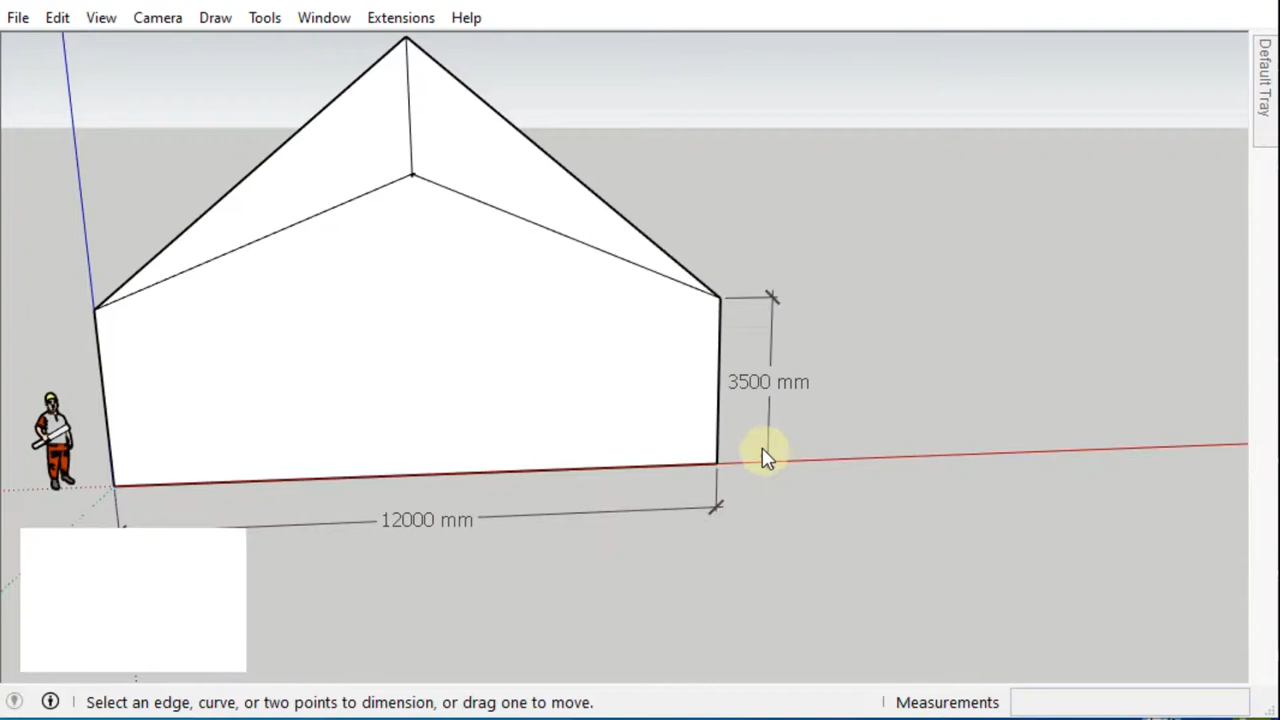 File Edit View Camera Draw Tools Window Extensions Help
Default Tray
3500 mm
12000 mm
Select an edge, curve, or two points to dimension, or drag one to move.
Measurements